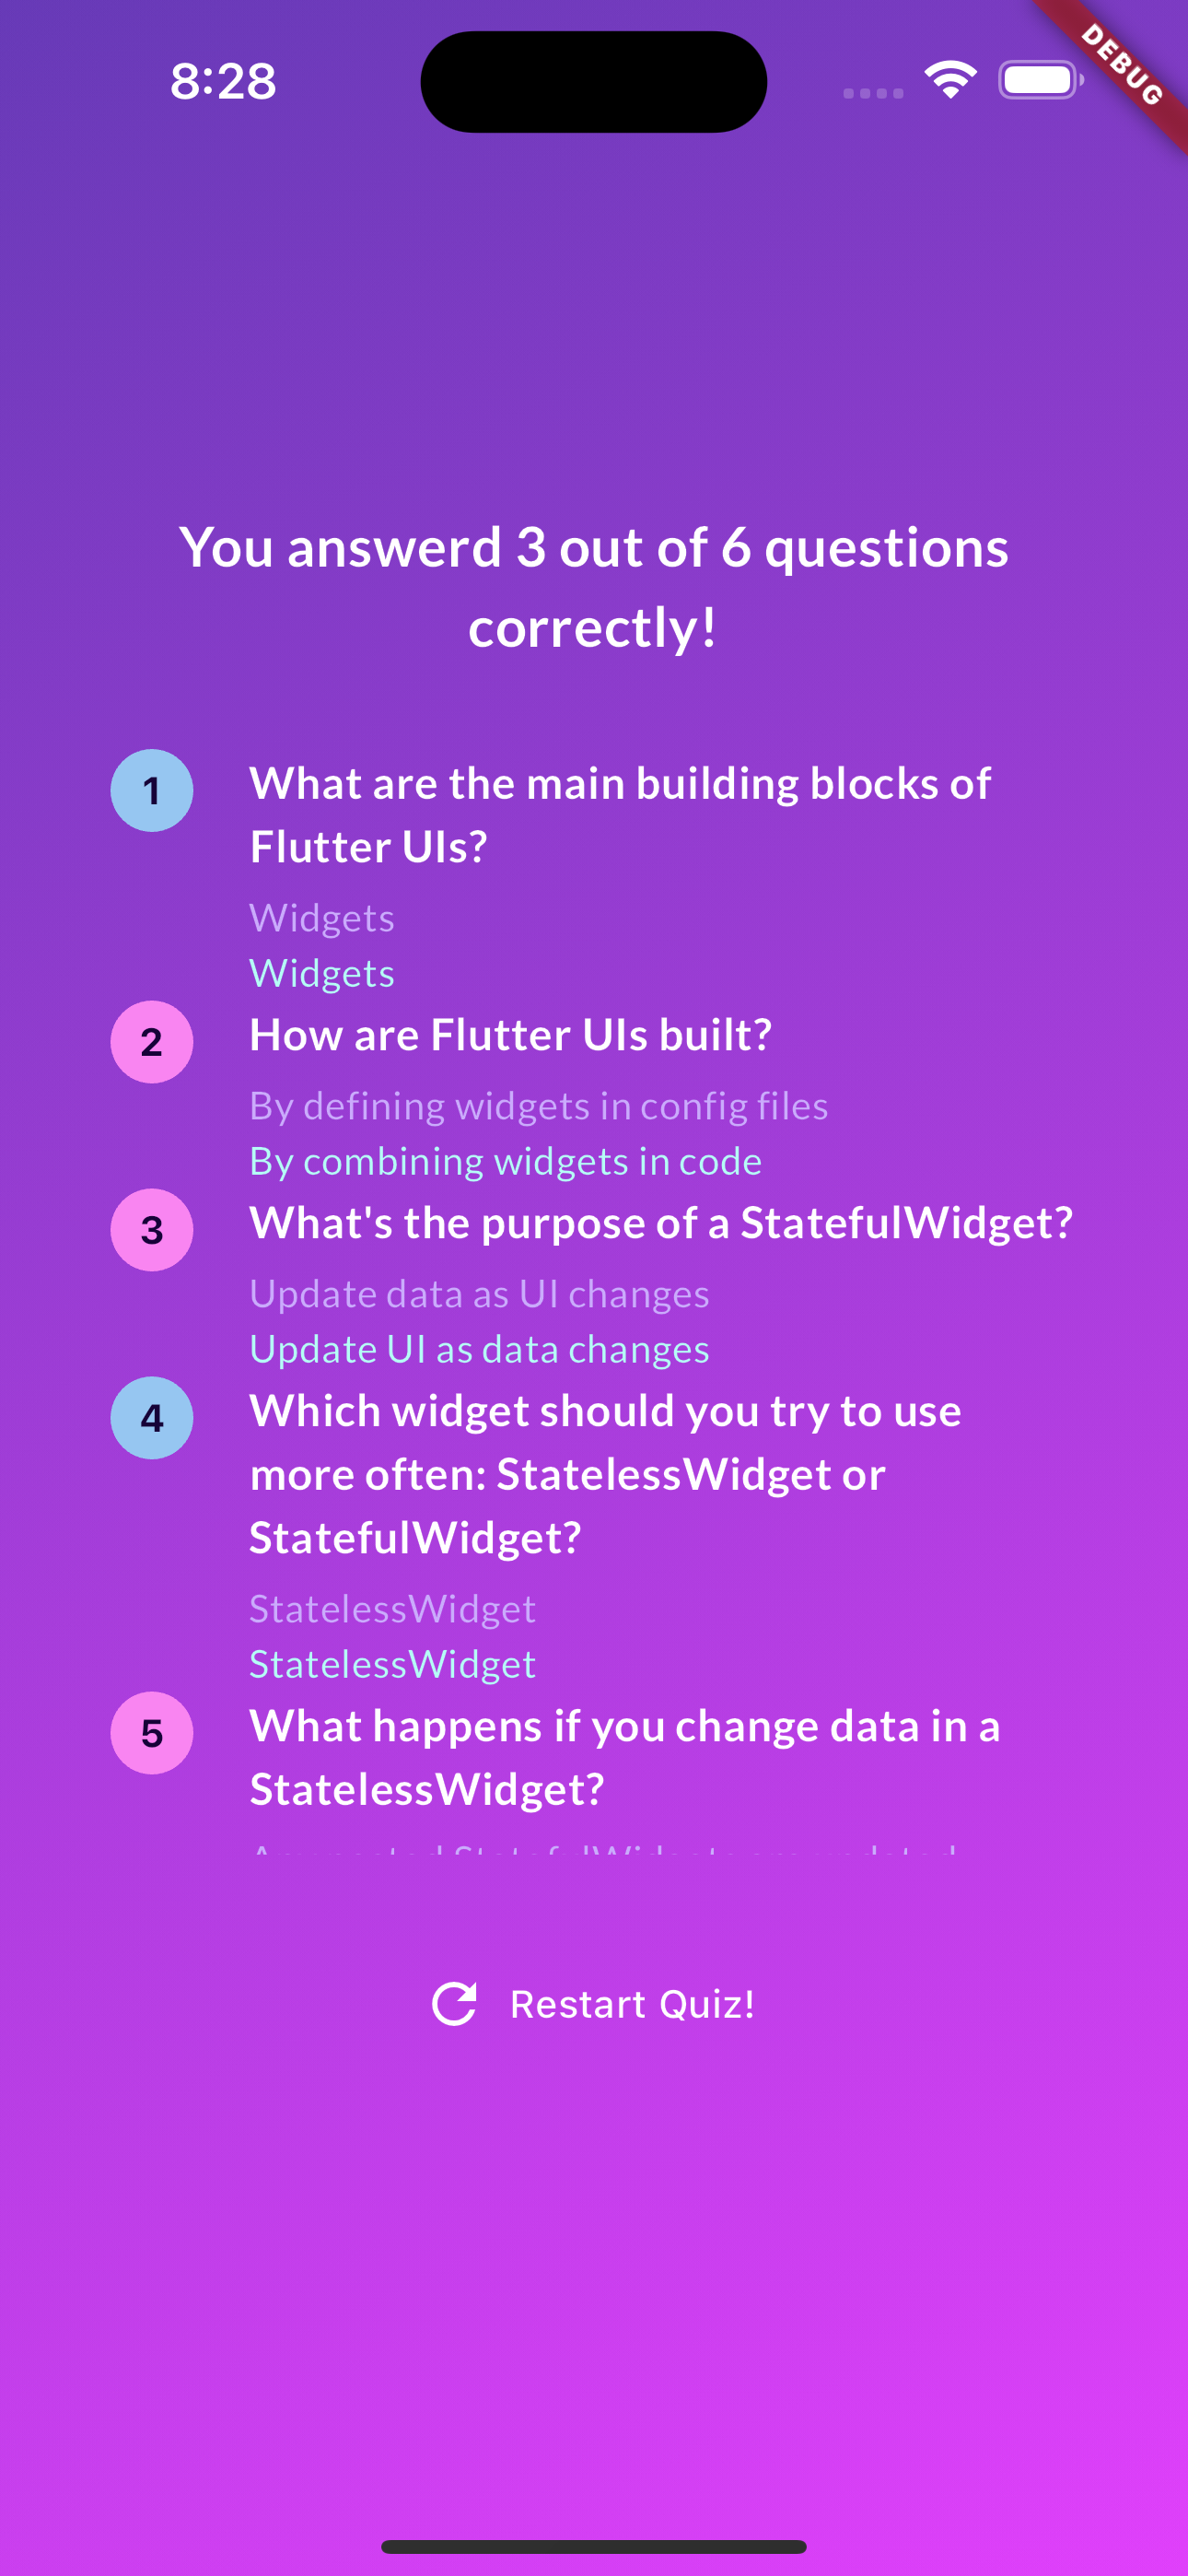 8:28
DEBUG
You answerd 3 out of 6 questions
correctly!
1
What are the main building blocks of
Flutter UIs?
Widgets
Widgets
2
How are Flutter UIs built?
By defining widgets in config files
By combining widgets in code
3
What's the purpose of a StatefulWidget?
Update data as UI changes
Update UI as data changes
4
Which widget should you try to use
more often: StatelessWidget or
StatefulWidget?
StatelessWidget
StatelessWidget
5
What happens if you change data in a
StatelessWidget?
Restart Quiz!